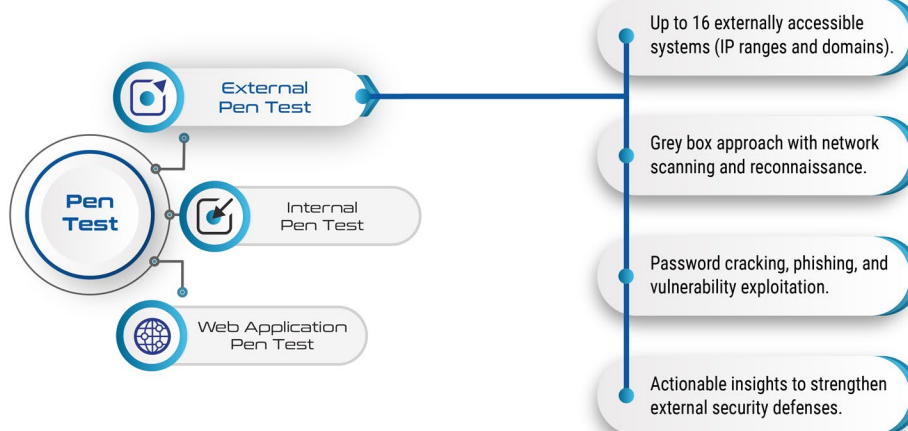 Pen
Test
External
Pen Test
Internal
Pen Test
Web Application
Pen Test
Up to 16 externally accessible
systems (IP ranges and domains).
Grey box approach with network
scanning and reconnaissance.
Password cracking, phishing, and
vulnerability exploitation.
Actionable insights to strengthen
external security defenses.